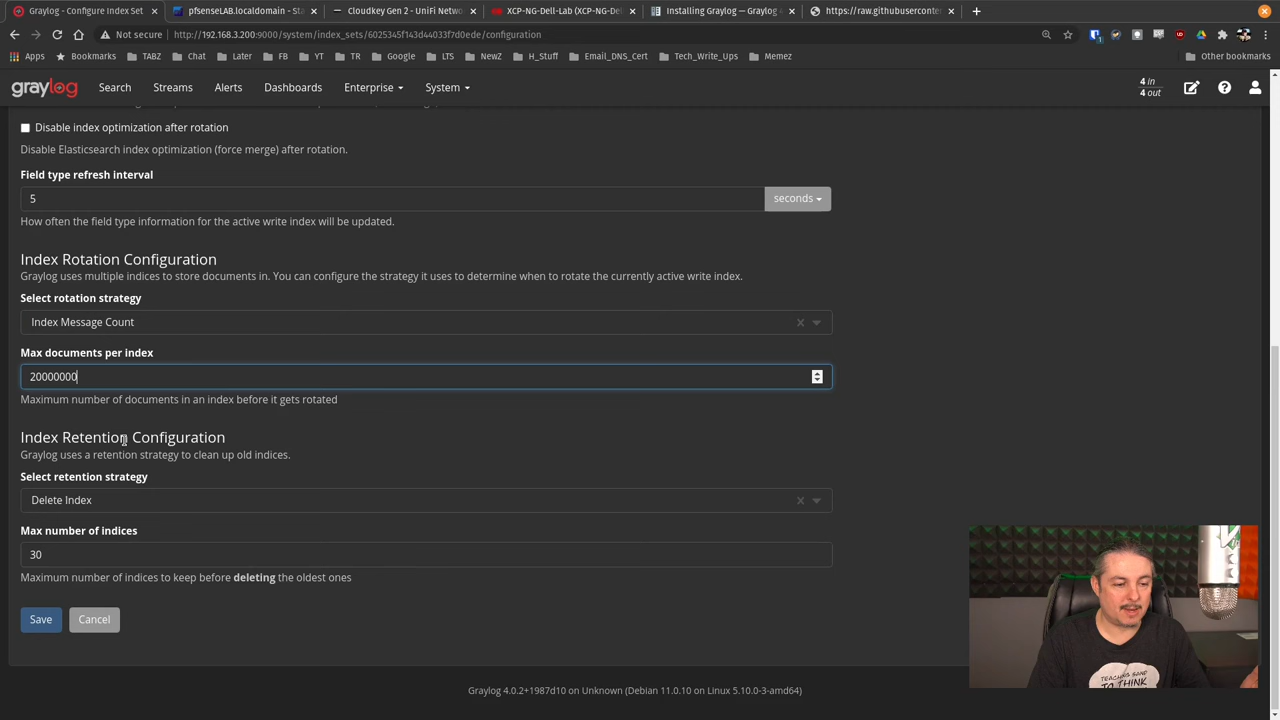 Graylog - Configure Index Set
pfsenseLAB.localdomain - Sta
Cloudkey Gen 2 - UniFi Netwo
XCP-NG-Dell-Lab (XCP-NG-De
Installing Graylog — Graylog
https://raw.githubuserconte
Not secure
http://192.168.3.200:9000/system/index_sets/6025345f143d44033f7d0ede/configuration
Apps
Bookmarks
TABZ
Chat
Later
FB
YT
TR
Google
LTS
NewZ
H_Stuff
Email_DNS_Cert
Tech_Write_Ups
Memez
Other bookmarks
graylog
Search
Streams
Alerts
Dashboards
Enterprise
System
4 in
4 out
Disable index optimization after rotation
Disable Elasticsearch index optimization (force merge) after rotation.
Field type refresh interval
5
seconds
How often the field type information for the active write index will be updated.
Index Rotation Configuration
Graylog uses multiple indices to store documents in. You can configure the strategy it uses to determine when to rotate the currently active write index.
Select rotation strategy
Index Message Count
Max documents per index
20000000
Maximum number of documents in an index before it gets rotated
Index Retention Configuration
Graylog uses a retention strategy to clean up old indices.
Select retention strategy
Delete Index
Max number of indices
30
Maximum number of indices to keep before deleting the oldest ones
Save
Cancel
TEACHING SAND
TO THINK
Graylog 4.0.2+1987d10 on Unknown (Debian 11.0.10 on Linux 5.10.0-3-amd64)